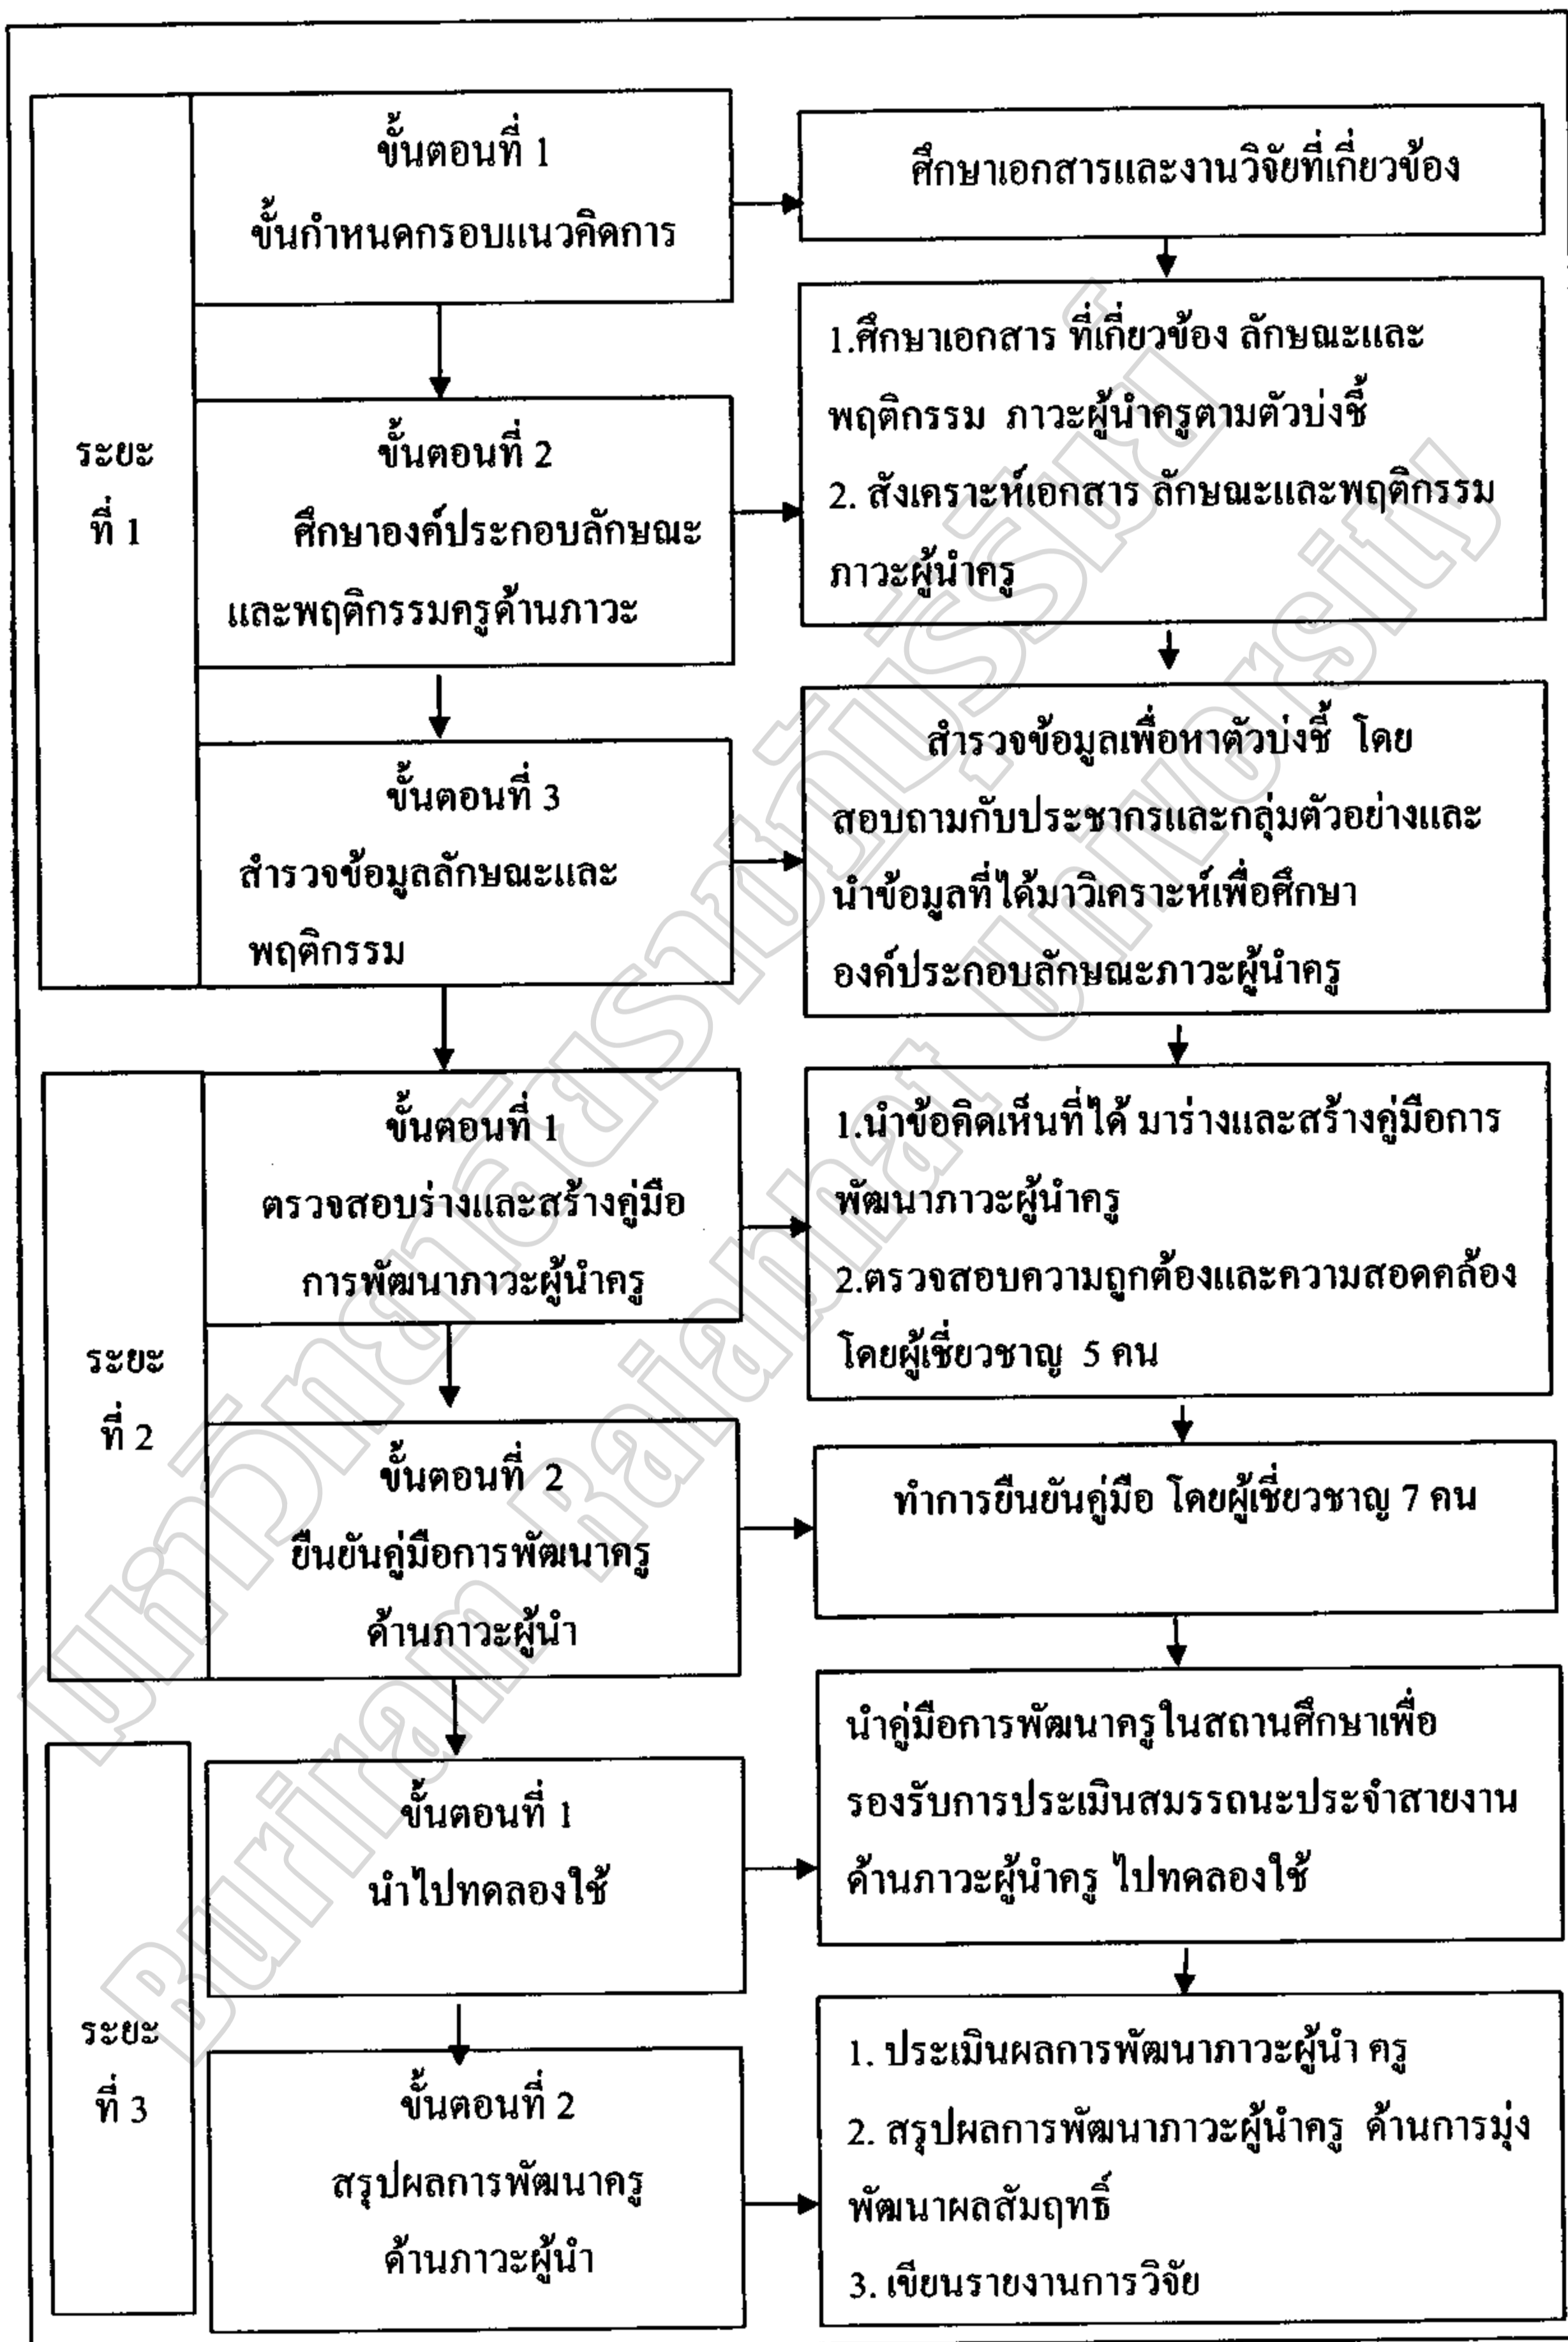 ระยะ
ที่ 1
ขั้นตอนที่ 1
ขั้นกำหนดกรอบแนวคิดการ
ศึกษาเอกสารและงานวิจัยที่เกี่ยวข้อง
ขั้นตอนที่ 2
ศึกษาองค์ประกอบลักษณะ
และพฤติกรรมครูด้านภาวะ
1.ศึกษาเอกสาร ที่เกี่ยวข้อง ลักษณะและ
พฤติกรรม ภาวะผู้นำครูตามตัวบ่งชี้
2. สังเคราะห์เอกสาร ลักษณะและพฤติกรรม
ภาวะผู้นำครู
ขั้นตอนที่ 3
สำรวจข้อมูลลักษณะและ
พฤติกรรม
สำรวจข้อมูลเพื่อหาตัวบ่งชี้ โดย
สอบถามกับประชากรและกลุ่มตัวอย่างและ
นำข้อมูลที่ได้มาวิเคราะห์เพื่อศึกษา
องค์ประกอบลักษณะภาวะผู้นำครู
ระยะ
ที่ 2
ขั้นตอนที่ 1
ตรวจสอบร่างและสร้างคู่มือ
การพัฒนาภาวะผู้นำครู
1.นำข้อคิดเห็นที่ได้ มาร่างและสร้างคู่มือการ
พัฒนาภาวะผู้นำครู
2.ตรวจสอบความถูกต้องและความสอดคล้อง
โดยผู้เชี่ยวชาญ 5 คน
ขั้นตอนที่ 2
ยืนยันคู่มือการพัฒนาครู
ด้านภาวะผู้นำ
ทำการยืนยันคู่มือ โดยผู้เชี่ยวชาญ 7 คน
ระยะ
ที่ 3
ขั้นตอนที่ 1
นำไปทดลองใช้
นำคู่มือการพัฒนาครูในสถานศึกษาเพื่อ
รองรับการประเมินสมรรถนะประจำสายงาน
ด้านภาวะผู้นำครู ไปทดลองใช้
ขั้นตอนที่ 2
สรุปผลการพัฒนาครู
ด้านภาวะผู้นำ
1. ประเมินผลการพัฒนาภาวะผู้นำ ครู
2. สรุปผลการพัฒนาภาวะผู้นำครู ด้านการมุ่ง
พัฒนาผลสัมฤทธิ์
3. เขียนรายงานการวิจัย
มหาวิทยาลัยราชภัฏบุรีรัมย์
Buriram Rajabhat University